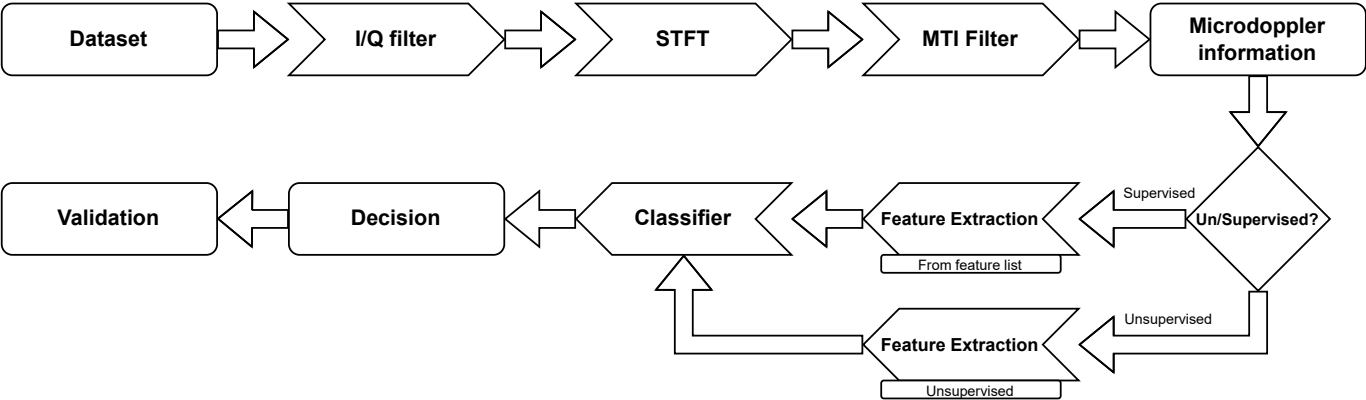 Dataset
I/Q filter
STFT
MTI Filter
Microdoppler
information
Un/Supervised?
Supervised
Feature Extraction
From feature list
Classifier
Decision
Validation
Unsupervised
Feature Extraction
Unsupervised